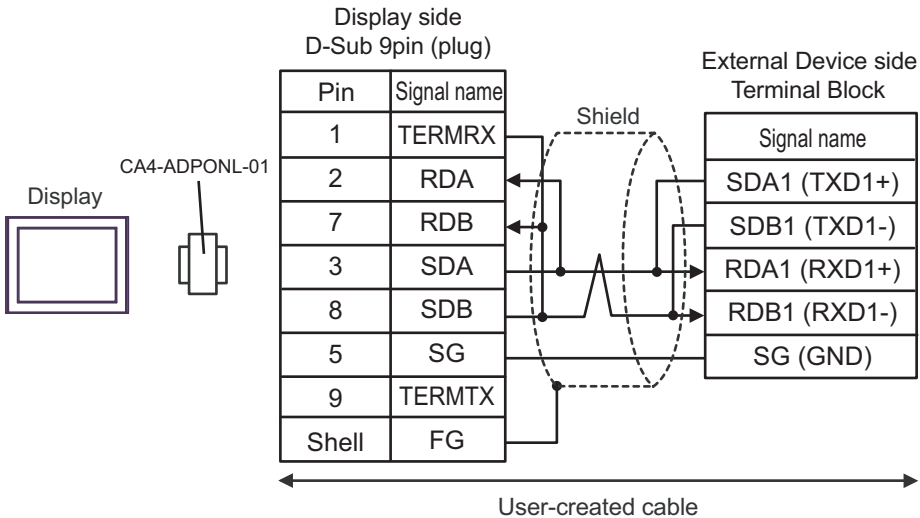 Display side
D-Sub 9pin (plug)
External Device side
Terminal Block
Pin Signal name
1 TERMRX
2 RDA
7 RDB
3 SDA
8 SDB
5 SG
9 TERMTX
Shell FG
Shield
Signal name
SDA1 (TXD1+)
SDB1 (TXD1-)
RDA1 (RXD1+)
RDB1 (RXD1-)
SG (GND)
CA4-ADPONL-01
Display
User-created cable